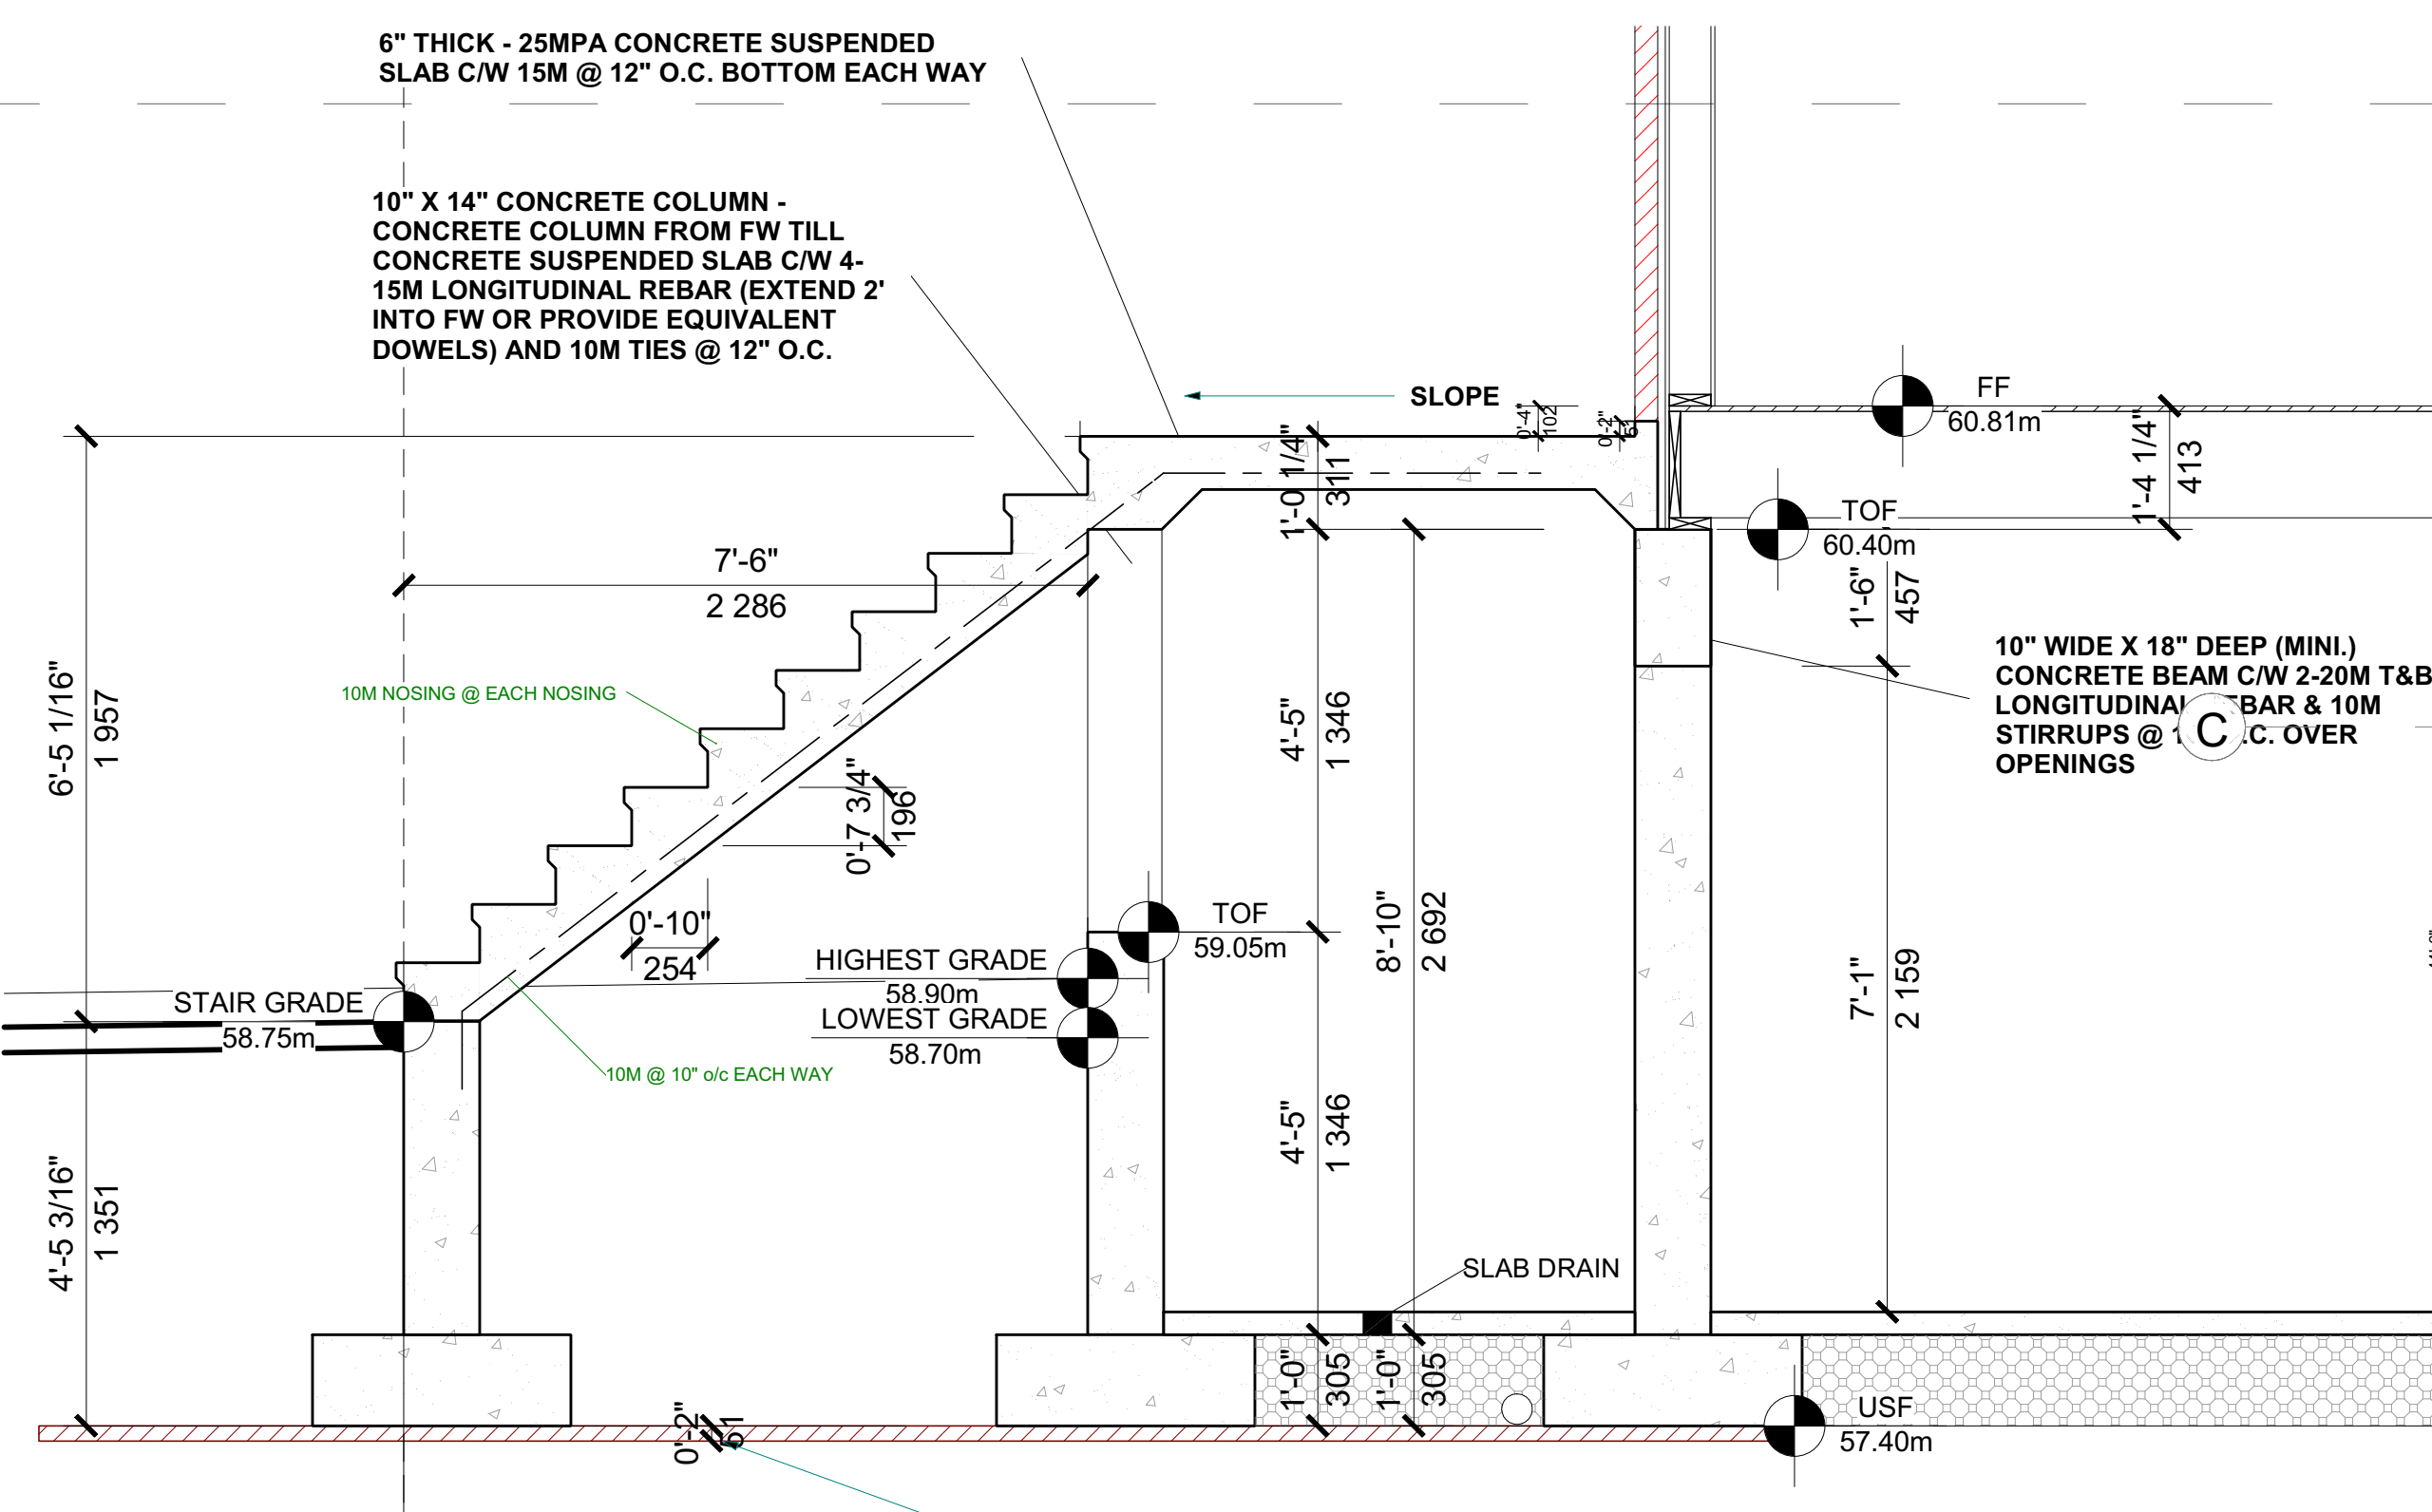 6" THICK - 25MPA CONCRETE SUSPENDED
SLAB C/W 15M @ 12" O.C. BOTTOM EACH WAY
10" X 14" CONCRETE COLUMN -
CONCRETE COLUMN FROM FW TILL
CONCRETE SUSPENDED SLAB C/W 4-
15M LONGITUDINAL REBAR (EXTEND 2'
INTO FW OR PROVIDE EQUIVALENT
DOWELS) AND 10M TIES @ 12" O.C.
SLOPE
0'-4"
102
0'-2"
51
FF
60.81m
1'-4 1/4"
413
1'-0 1/4"
311
TOF
60.40m
1'-6"
457
7'-6"
2 286
10" WIDE X 18" DEEP (MINI.)
CONCRETE BEAM C/W 2-20M T&B
LONGITUDINAL EBAR & 10M
STIRRUPS @ .C. OVER
OPENINGS
C
10M NOSING @ EACH NOSING
6'-5 1/16"
1 957
4'-5"
1 346
0'-7 3/4"
196
0'-10"
254
TOF
59.05m
8'-10"
2 692
HIGHEST GRADE
58.90m
LOWEST GRADE
58.70m
STAIR GRADE
58.75m
7'-1"
2 159
10M @ 10" o/c EACH WAY
4'-5 3/16"
1 351
4'-5"
1 346
SLAB DRAIN
1'-0"
305
1'-0"
305
USF
57.40m
0'-2"
51